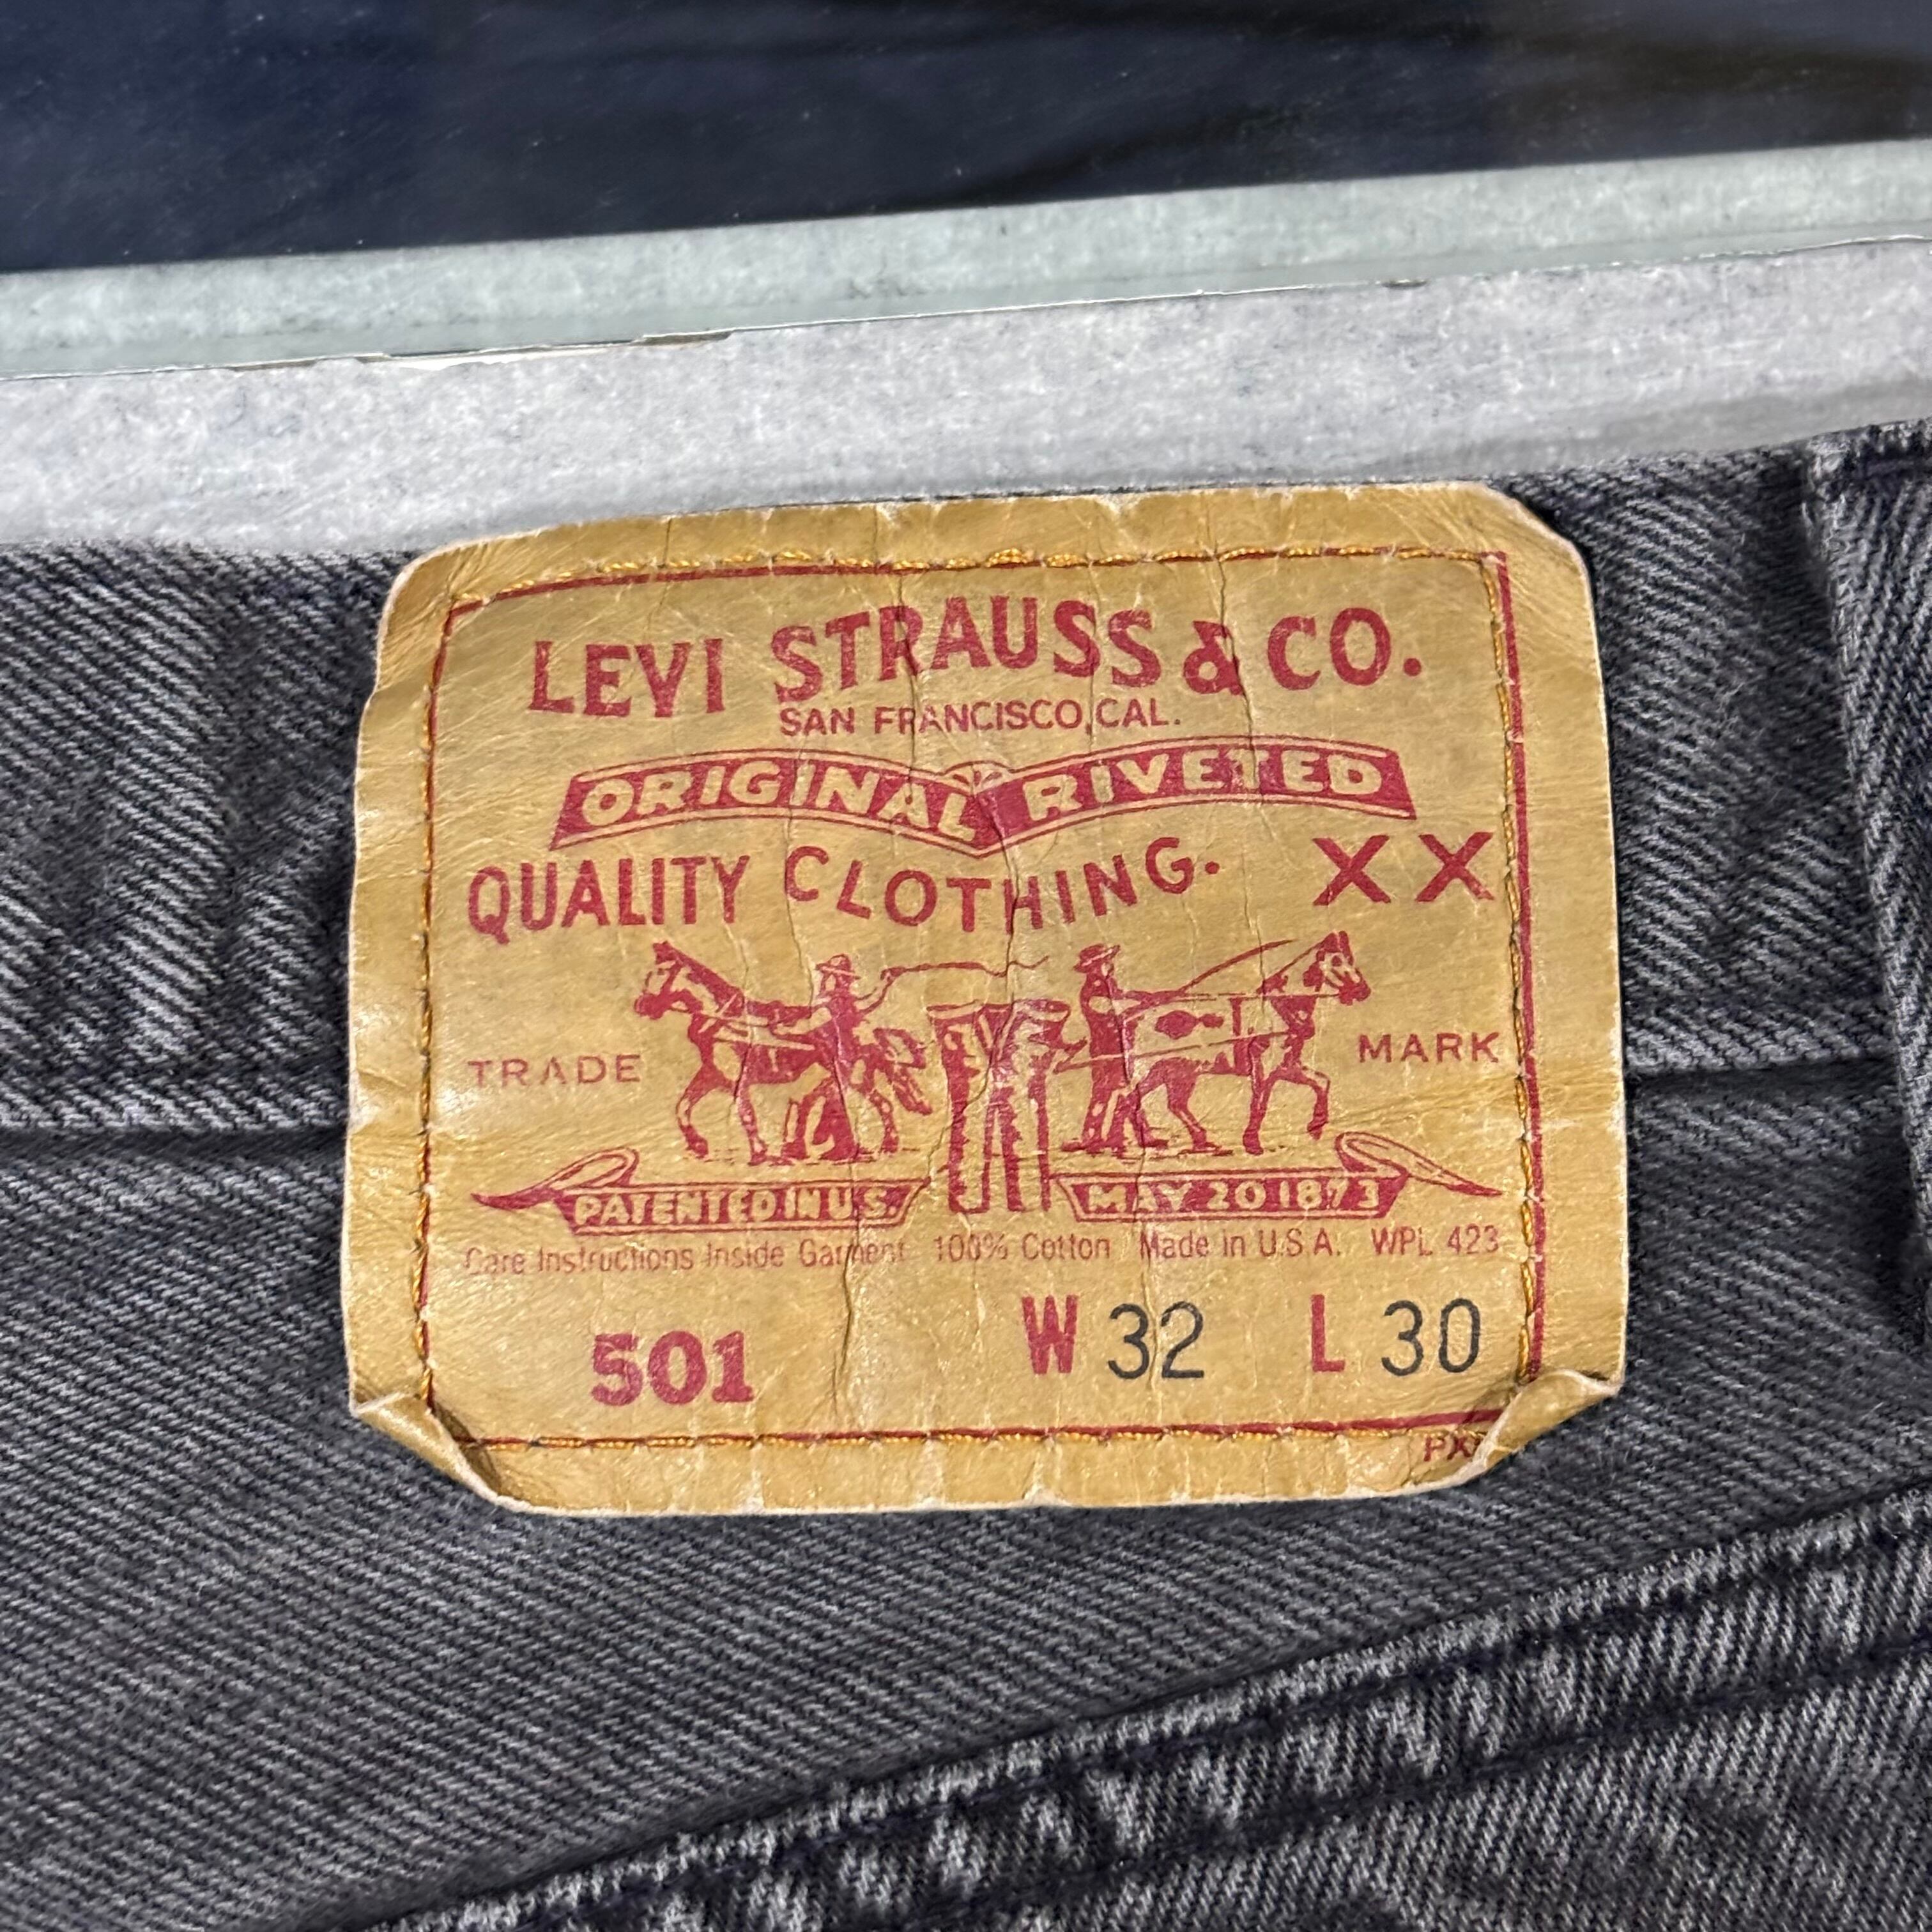 LEVI STRAUSS & CO.
SAN FRANCISCO, CAL.
ORIGINAL RIVETED
QUALITY CLOTHING. XX
TRADE MARK
PATENTED IN U.S. MAY 20 1873
Care Instructions Inside Garment 100% Cotton Made in U.S.A. WPL 423
501 W 32 L 30